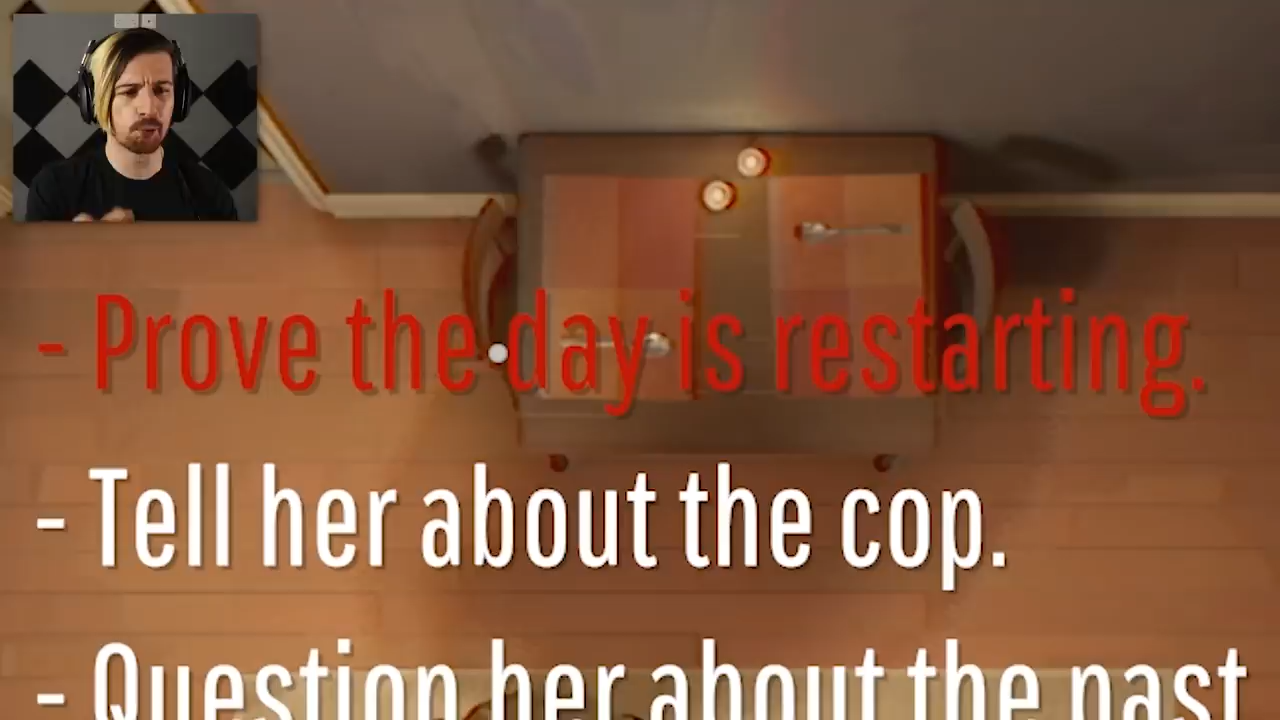 - Prove the day is restarting.
- Tell her about the cop.
- Question her about the past